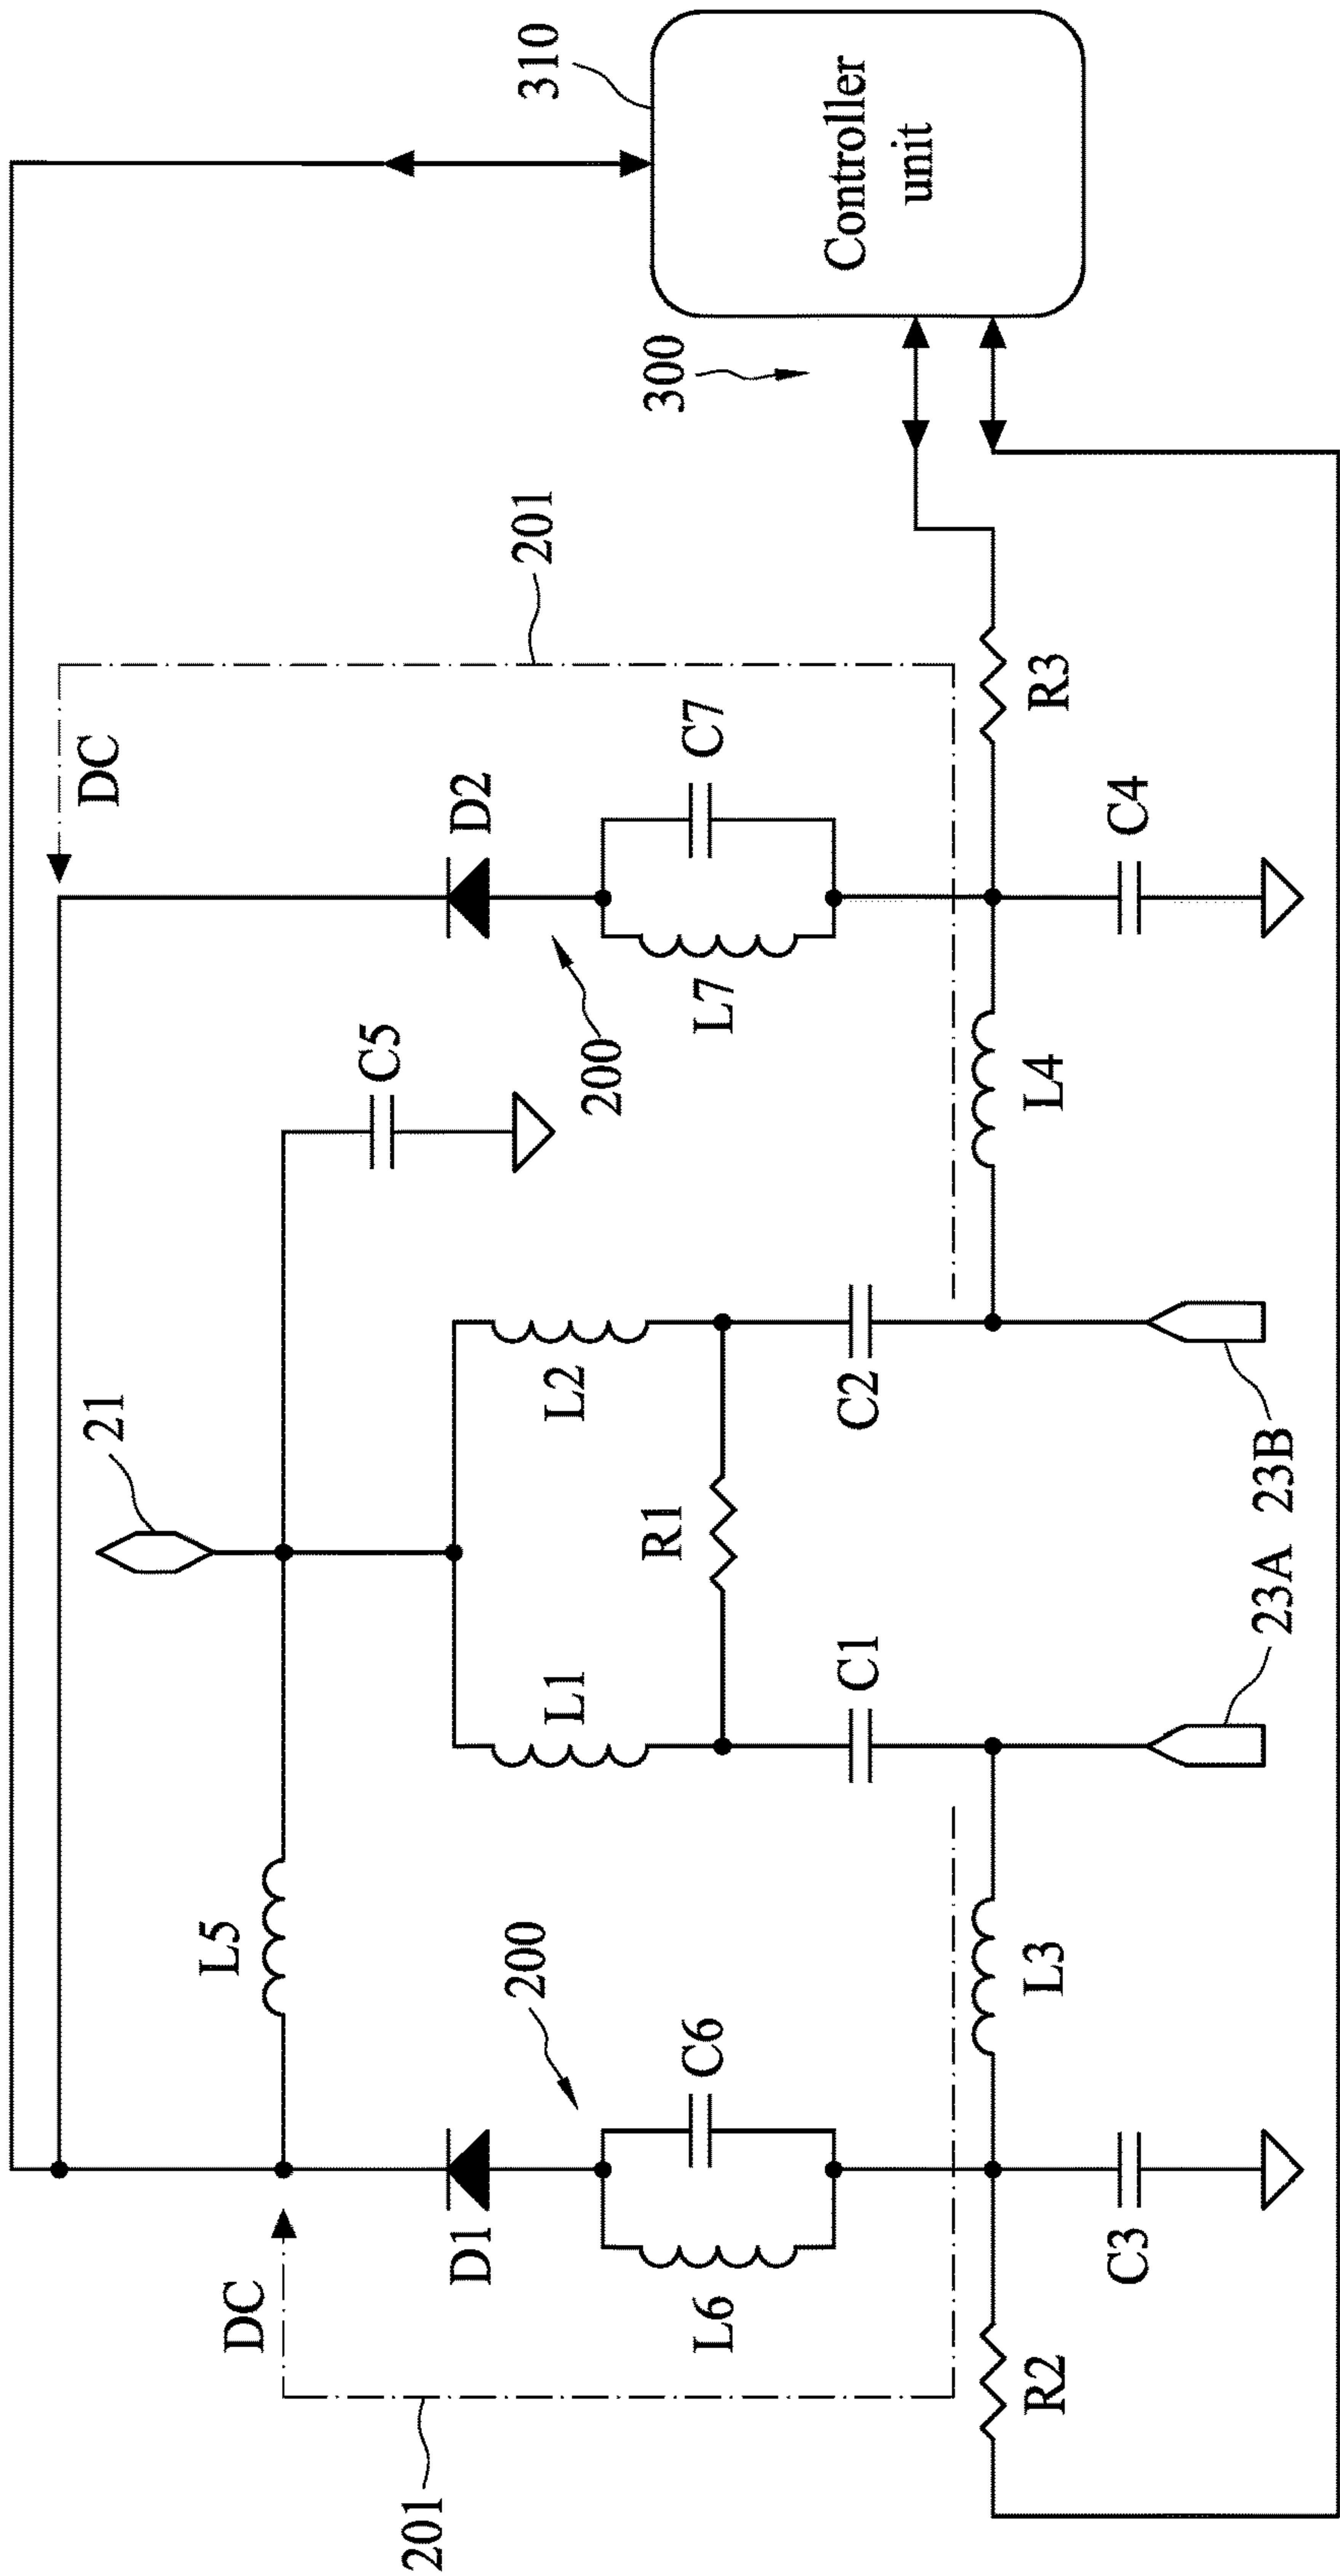 310
Controller
unit
300
201
DC
D2
C7
R3
200
L7
C4
C5
L4
21
L2
C2
R1
23B
23A
L1
C1
L5
200
C6
L3
DC
D1
L6
C3
R2
201